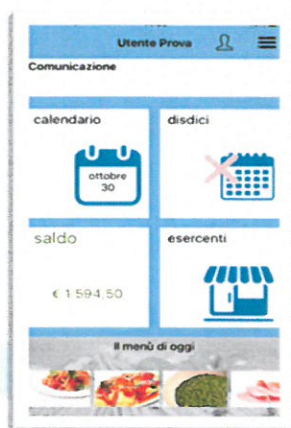 Utente Prova
Comunicazione
calendario
disdici
ottobre
30
saldo
esercenti
€ 1.594,50
Il menù di oggi